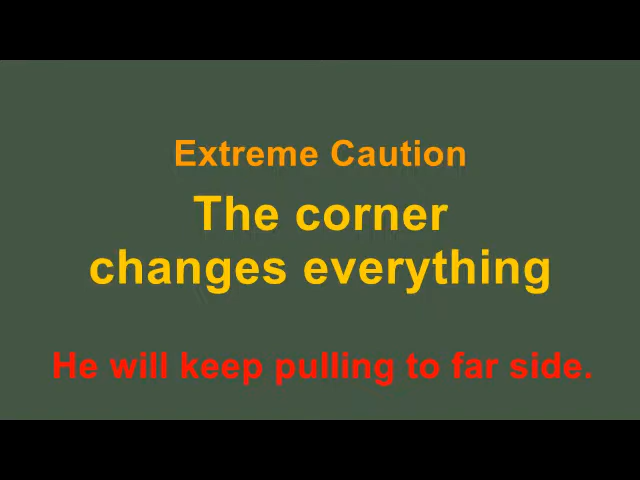 Extreme Caution
The corner
changes everything
He will keep pulling to far side.